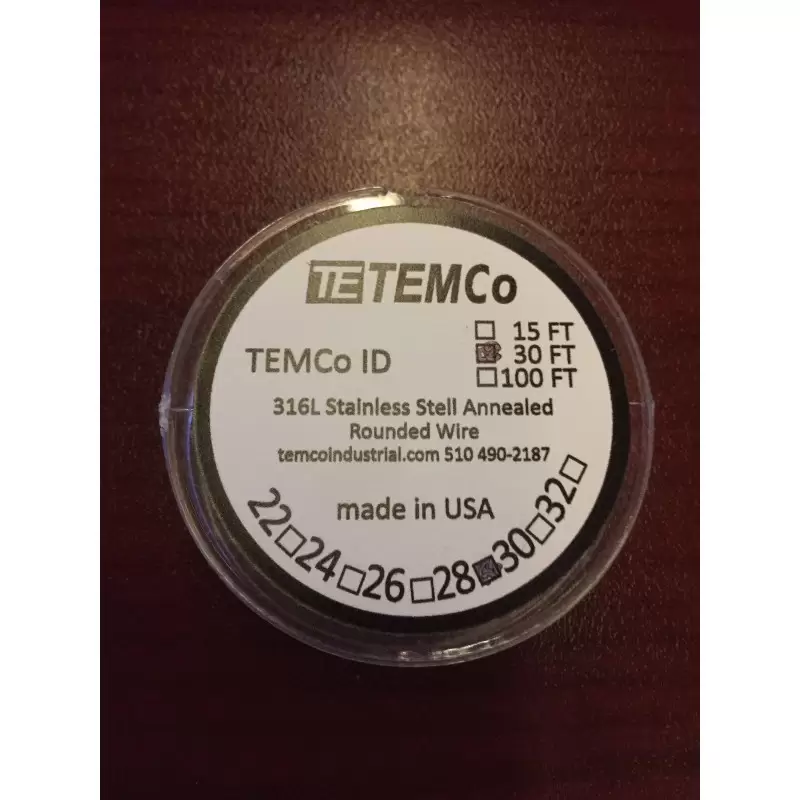 TE TEMCo
☐ 15 FT
TEMCo ID ☒ 30 FT
☐ 100 FT
316L Stainless Stell Annealed
Rounded Wire
temcoindustrial.com 510 490-2187
made in USA
22 ☐ 24 ☐ 26 ☐ 28 ☒ 30 ☐ 32 ☐